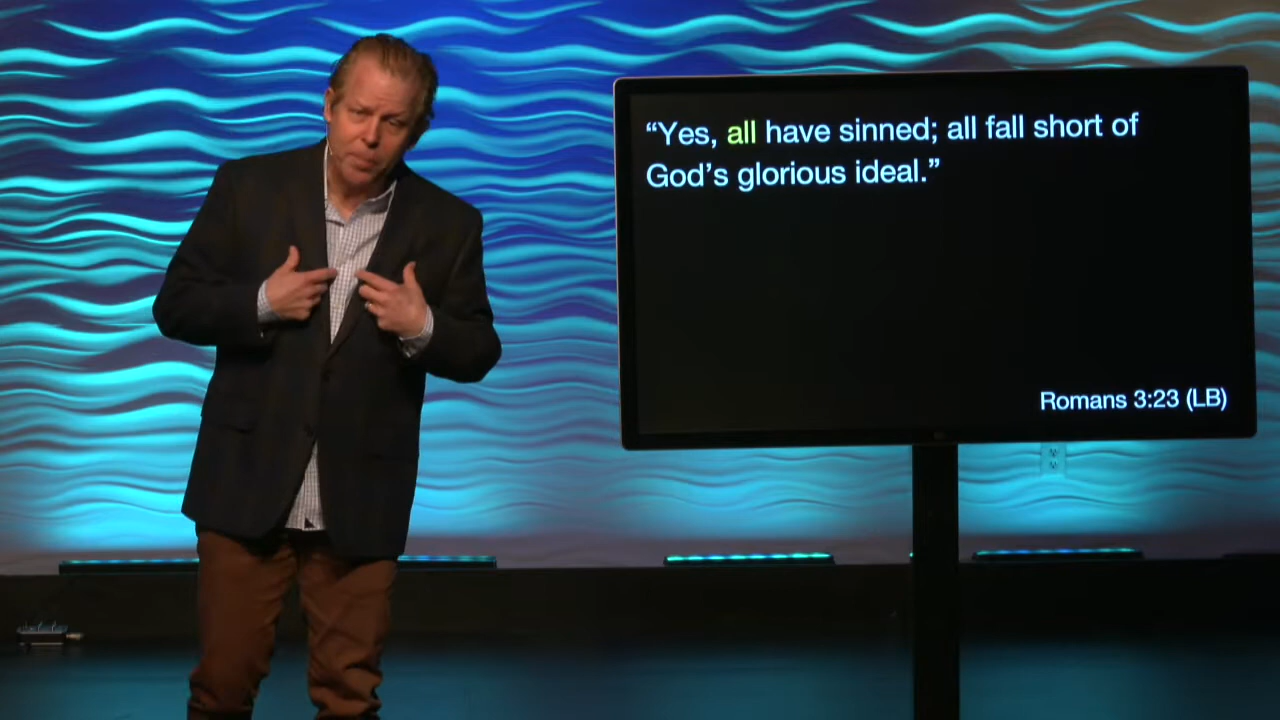 “Yes, all have sinned; all fall short of
God’s glorious ideal.”
Romans 3:23 (LB)